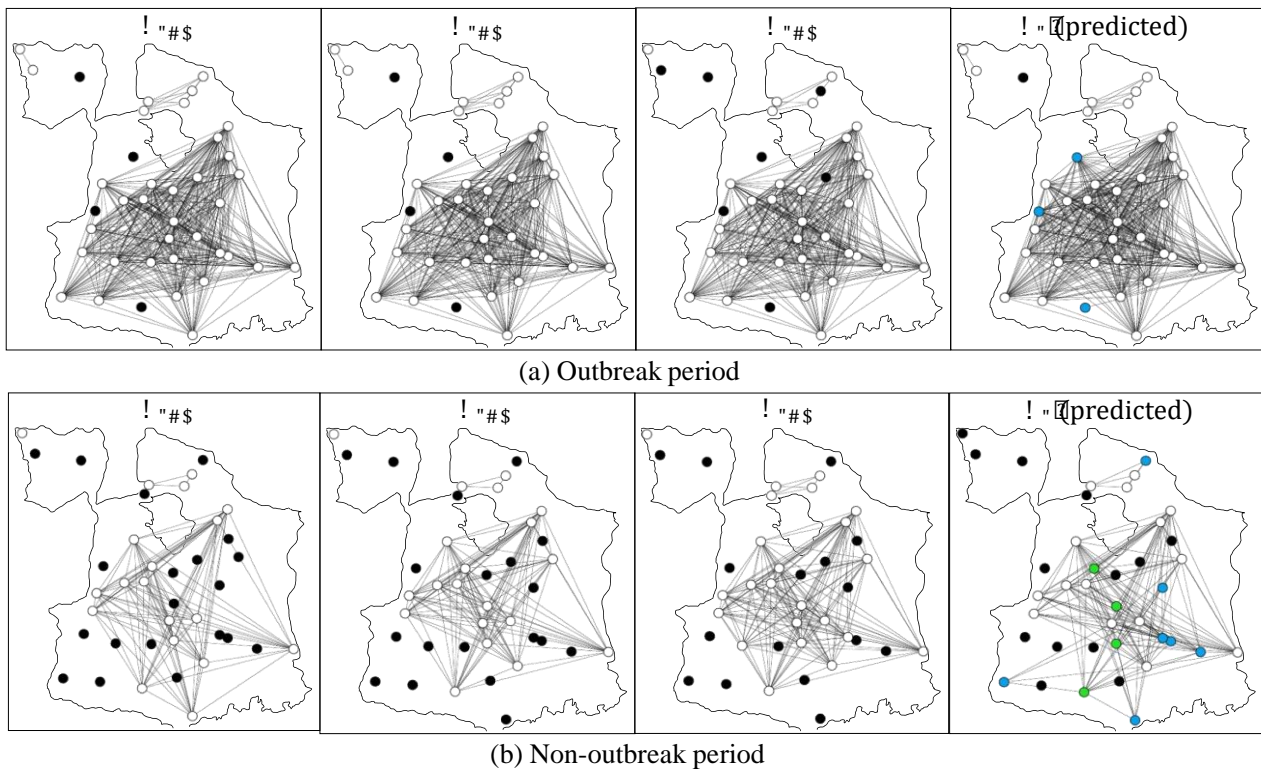 ! "#$ ! "#$ ! "#$ ! " (predicted)
(a) Outbreak period
! "#$ ! "#$ ! "#$ ! " (predicted)
(b) Non-outbreak period